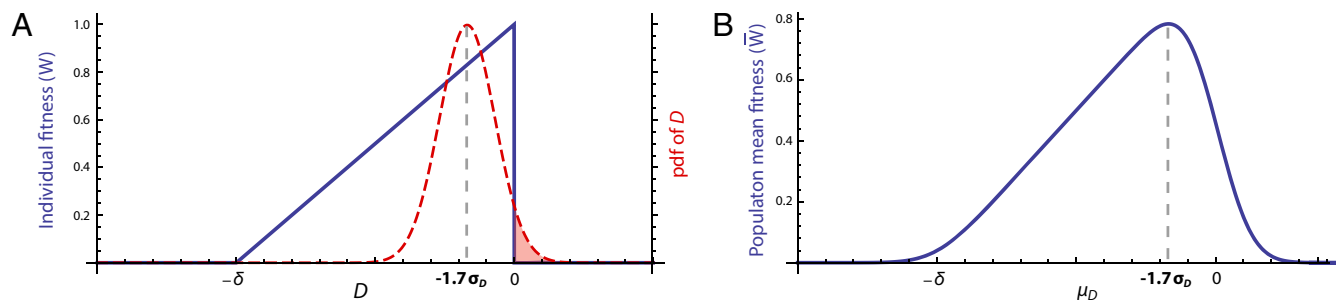 A
Individual fitness (W)
1.0
0.8
0.6
0.4
0.2
-δ
D
-1.7σD
0
pdf of D
B
Populaton mean fitness (W̅)
0.8
0.6
0.4
0.2
-δ
μD
-1.7σD
0